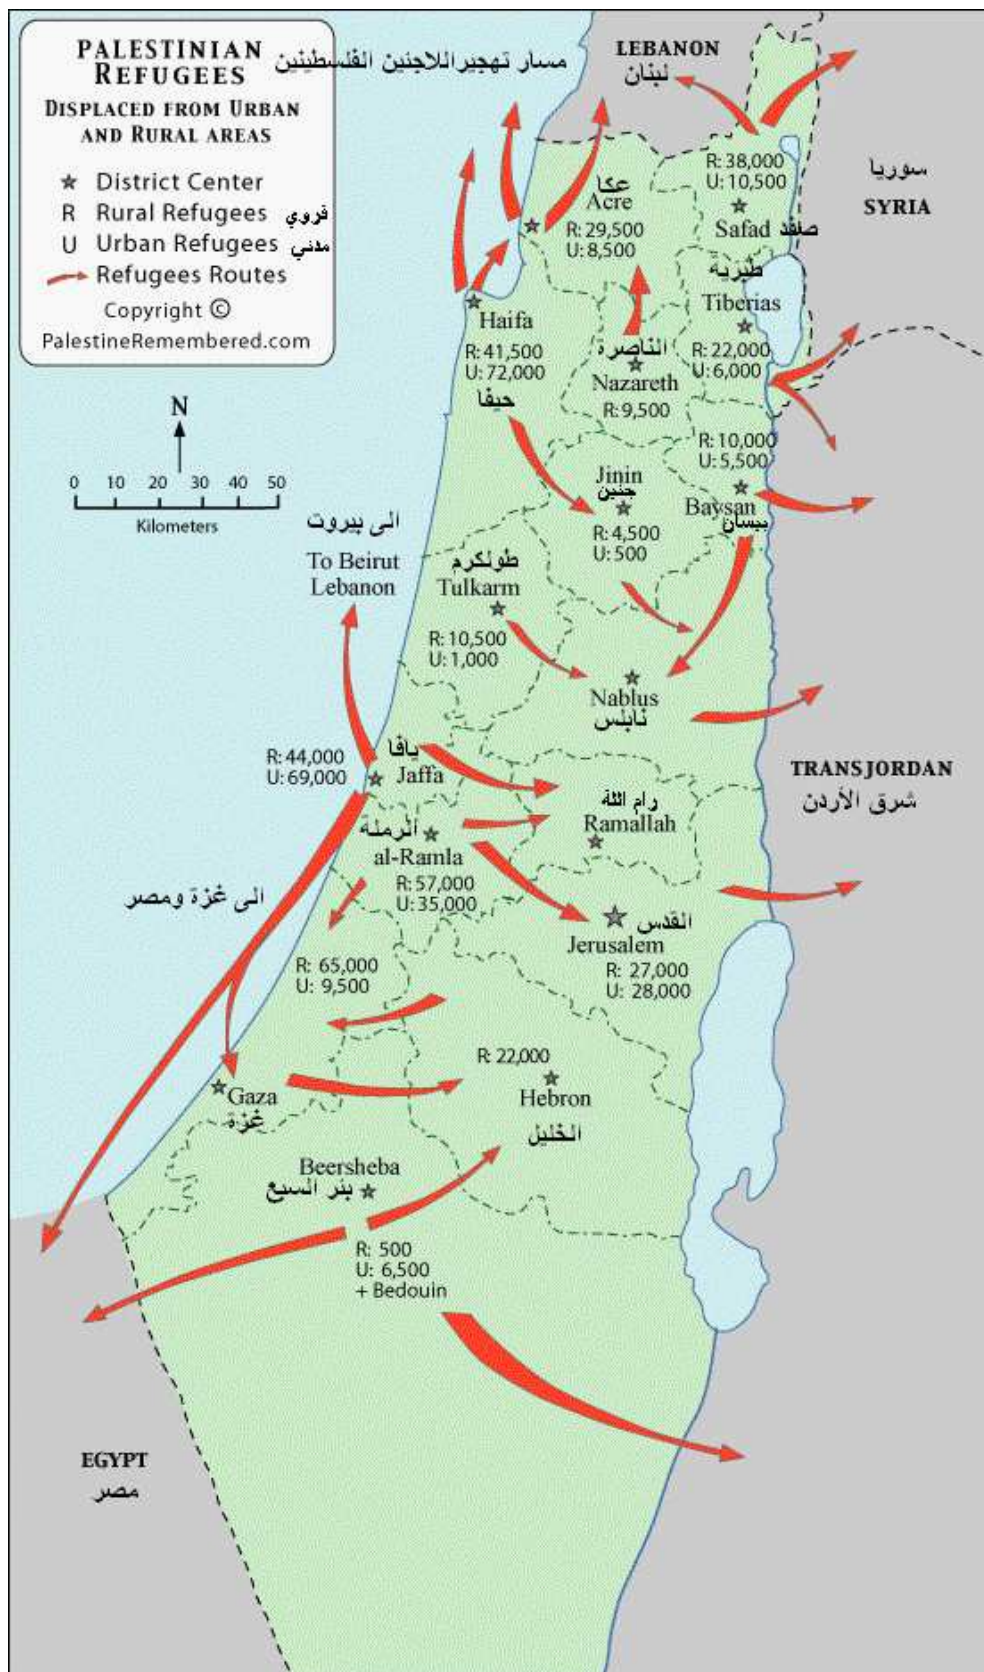 PALESTINIAN
REFUGEES
DISPLACED FROM URBAN
AND RURAL AREAS
District Center
R Rural Refugees قروي
U Urban Refugees مدني
Refugees Routes
Copyright ©
PalestineRemembered.com
مسار تهجير اللاجئين الفلسطينين
LEBANON
لبنان
سوريا
SYRIA
R: 38,000
U: 10,500
Safad صفد
عكا
Acre
R: 29,500
U: 8,500
طبرية
Tiberias
R: 22,000
U: 6,000
Haifa
R: 41,500
U: 72,000
حيفا
الناصرة
Nazareth
R: 9,500
N
0 10 20 30 40 50
Kilometers
R: 10,000
U: 5,500
Baysan
بيسان
Jinin
جنين
R: 4,500
U: 500
الى بيروت
To Beirut
Lebanon
طولكرم
Tulkarm
R: 10,500
U: 1,000
Nablus
نابلس
R: 44,000
U: 69,000
يافا
Jaffa
TRANSJORDAN
شرق الأردن
رام الله
Ramallah
الرملة
al-Ramla
R: 57,000
U: 35,000
الى غزة ومصر
القدس
Jerusalem
R: 27,000
U: 28,000
R: 65,000
U: 9,500
R: 22,000
Hebron
الخليل
Gaza
غزة
Beersheba
بئر السبع
R: 500
U: 6,500
+ Bedouin
EGYPT
مصر